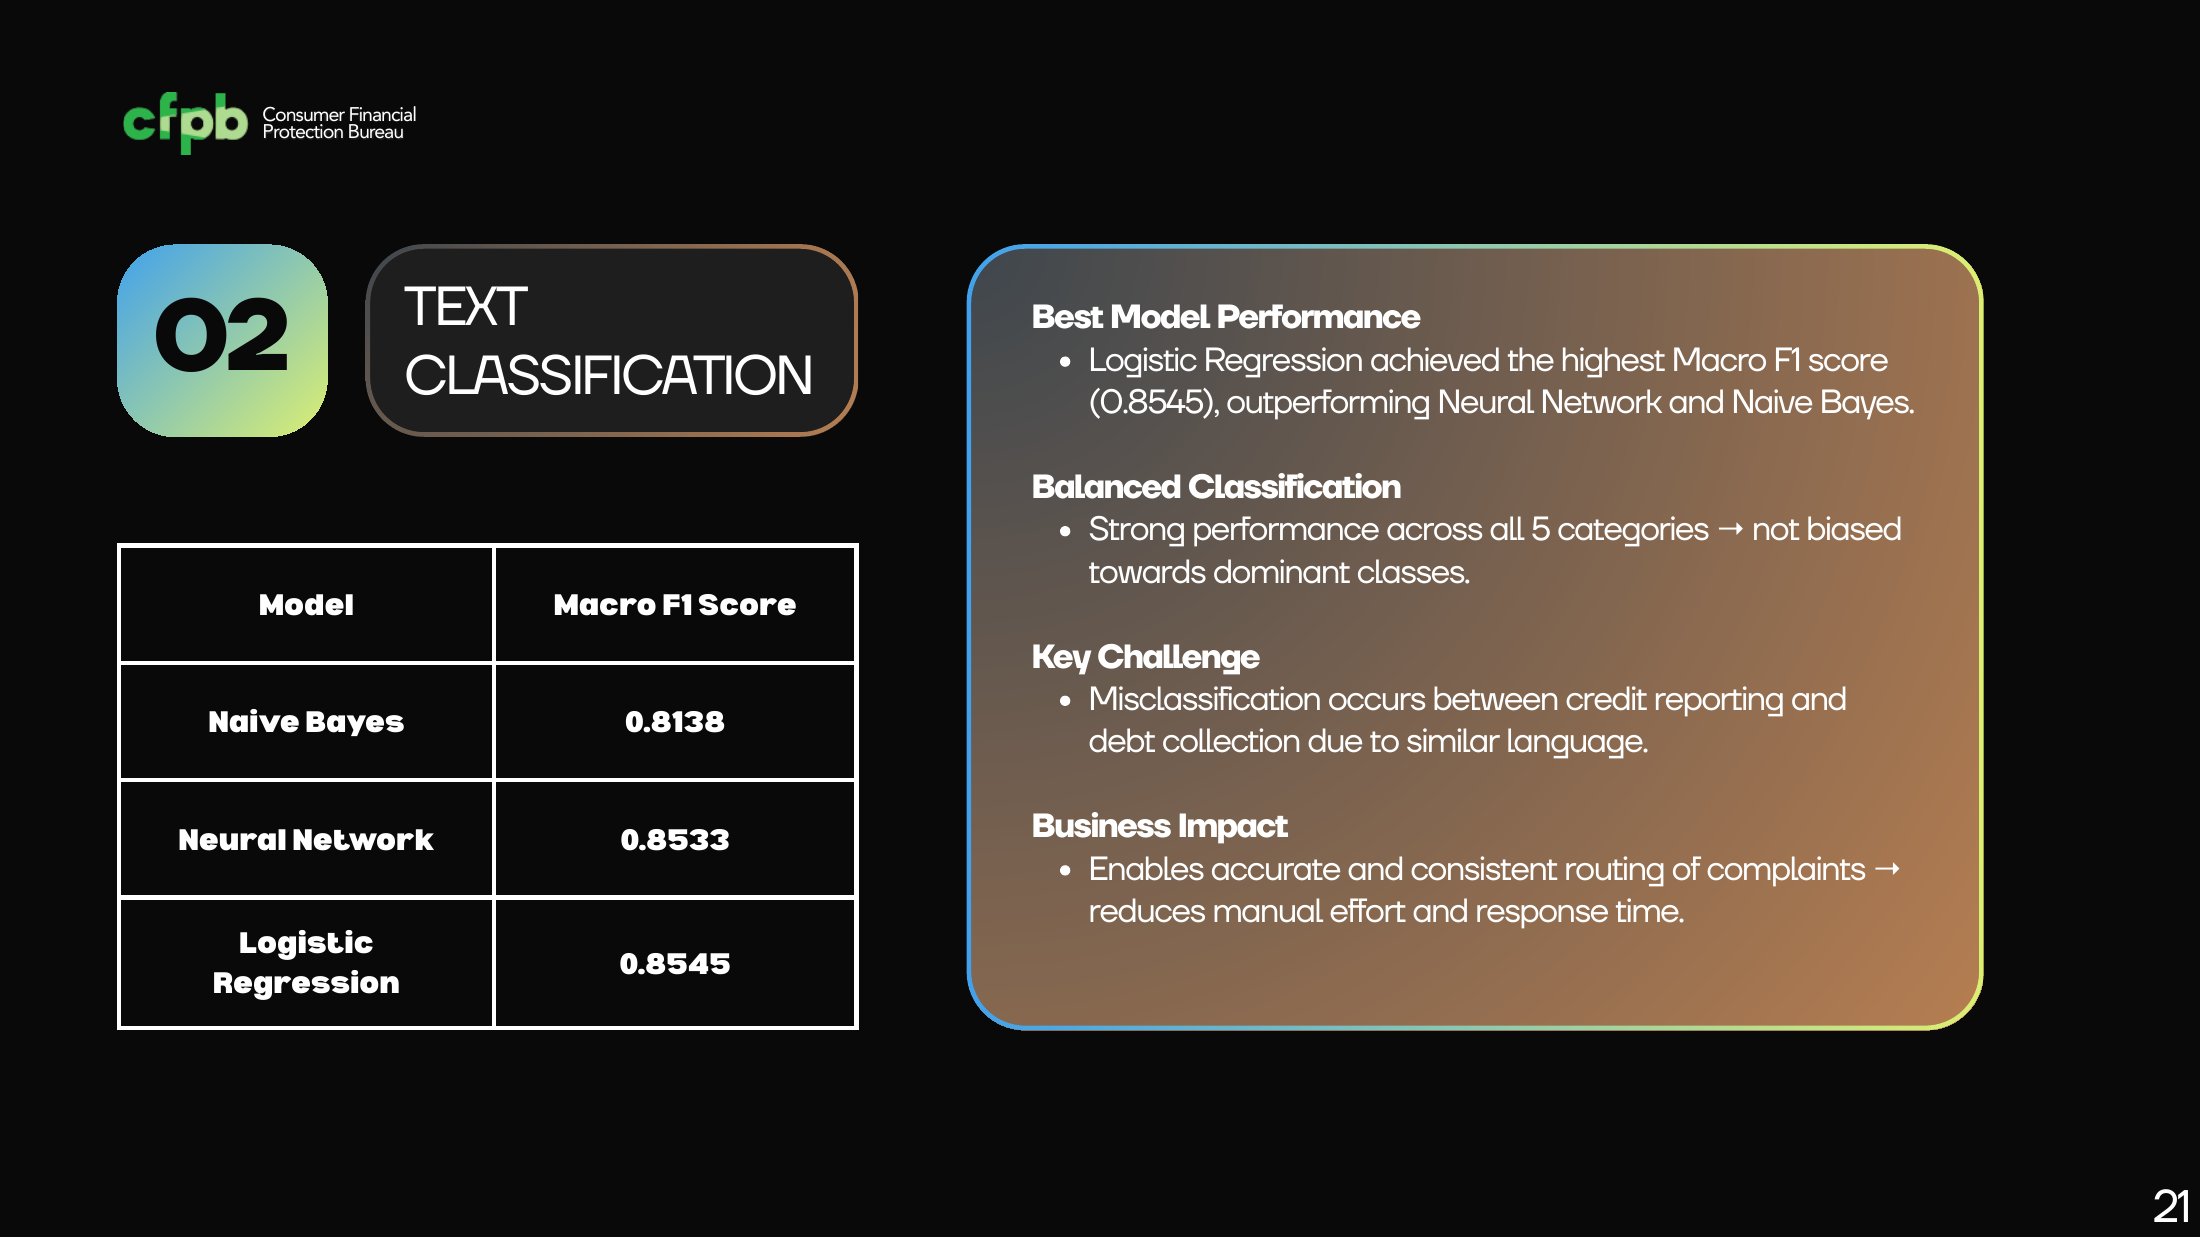 cfpb
Consumer Financial
Protection Bureau
02
TEXT
CLASSIFICATION
Model
Macro F1 Score
Naive Bayes
0.8138
Neural Network
0.8533
Logistic
Regression
0.8545
Best Model Performance
• Logistic Regression achieved the highest Macro F1 score
(0.8545), outperforming Neural Network and Naive Bayes.
Balanced Classification
• Strong performance across all 5 categories → not biased
towards dominant classes.
Key Challenge
• Misclassification occurs between credit reporting and
debt collection due to similar language.
Business Impact
• Enables accurate and consistent routing of complaints →
reduces manual effort and response time.
21